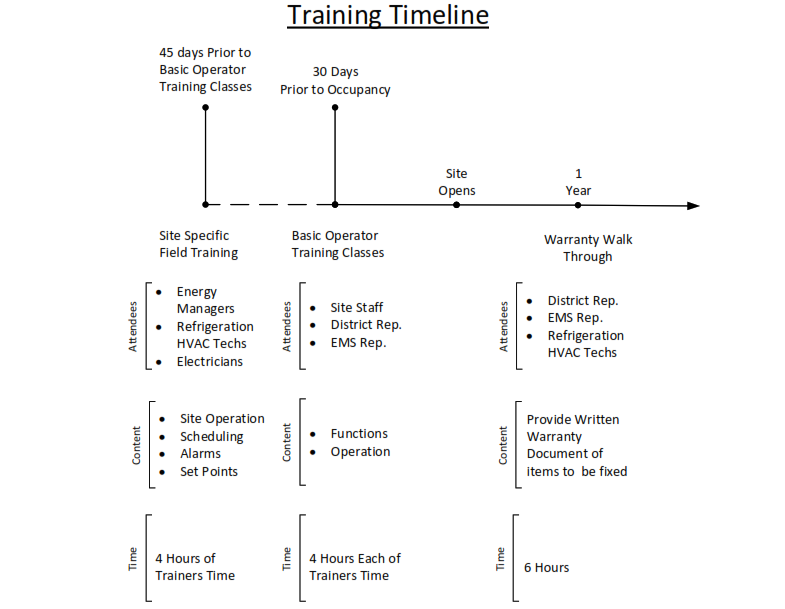 Training Timeline
45 days Prior to
Basic Operator
Training Classes
30 Days
Prior to Occupancy
Site
Opens
1
Year
Site Specific
Field Training
Basic Operator
Training Classes
Warranty Walk
Through
Attendees
• Energy
Managers
• Refrigeration
HVAC Techs
• Electricians
Attendees
• Site Staff
• District Rep.
• EMS Rep.
Attendees
• District Rep.
• EMS Rep.
• Refrigeration
HVAC Techs
Content
• Site Operation
• Scheduling
• Alarms
• Set Points
Content
• Functions
• Operation
Content
Provide Written
Warranty
Document of
items to be fixed
Time
4 Hours of
Trainers Time
Time
4 Hours Each of
Trainers Time
Time
6 Hours